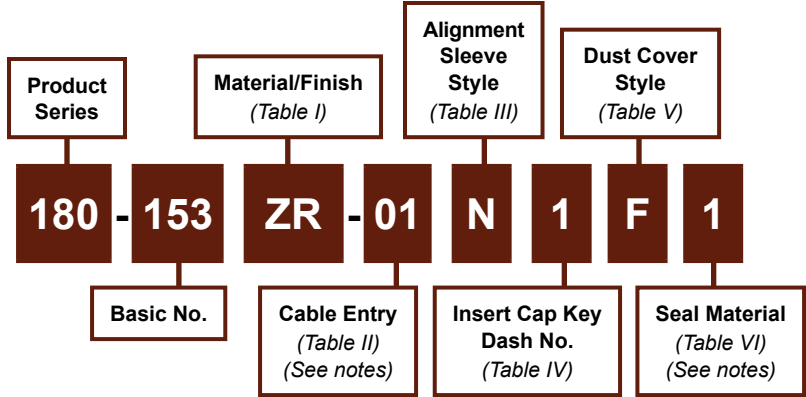 Product
Series
Material/Finish
(Table I)
Alignment
Sleeve
Style
(Table III)
Dust Cover
Style
(Table V)
180 - 153 ZR - 01 N 1 F 1
Basic No.
Cable Entry
(Table II)
(See notes)
Insert Cap Key
Dash No.
(Table IV)
Seal Material
(Table VI)
(See notes)